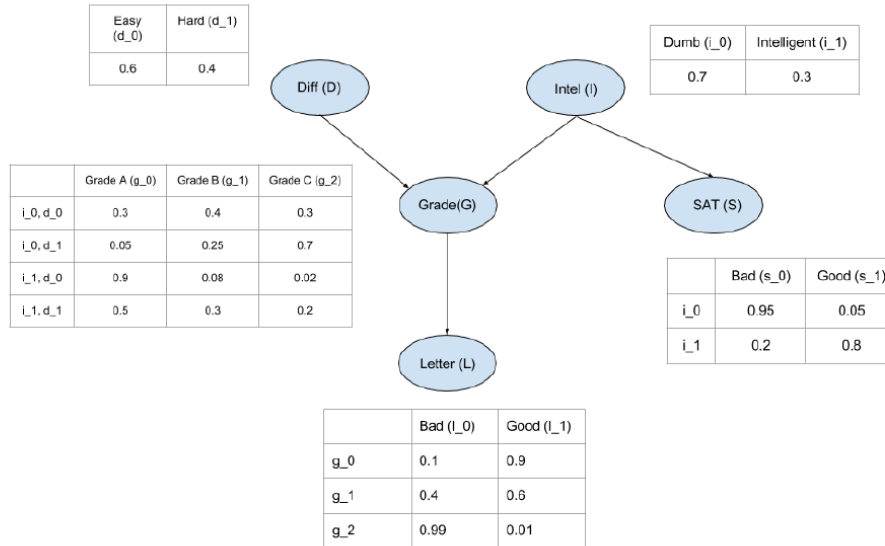 Easy (d_0) Hard (d_1)
0.6 0.4
Diff (D)
Intel (I)
Dumb (i_0) Intelligent (i_1)
0.7 0.3
Grade A (g_0) Grade B (g_1) Grade C (g_2)
i_0, d_0 0.3 0.4 0.3
i_0, d_1 0.05 0.25 0.7
i_1, d_0 0.9 0.08 0.02
i_1, d_1 0.5 0.3 0.2
Grade(G)
SAT (S)
Bad (s_0) Good (s_1)
i_0 0.95 0.05
i_1 0.2 0.8
Letter (L)
Bad (l_0) Good (l_1)
g_0 0.1 0.9
g_1 0.4 0.6
g_2 0.99 0.01